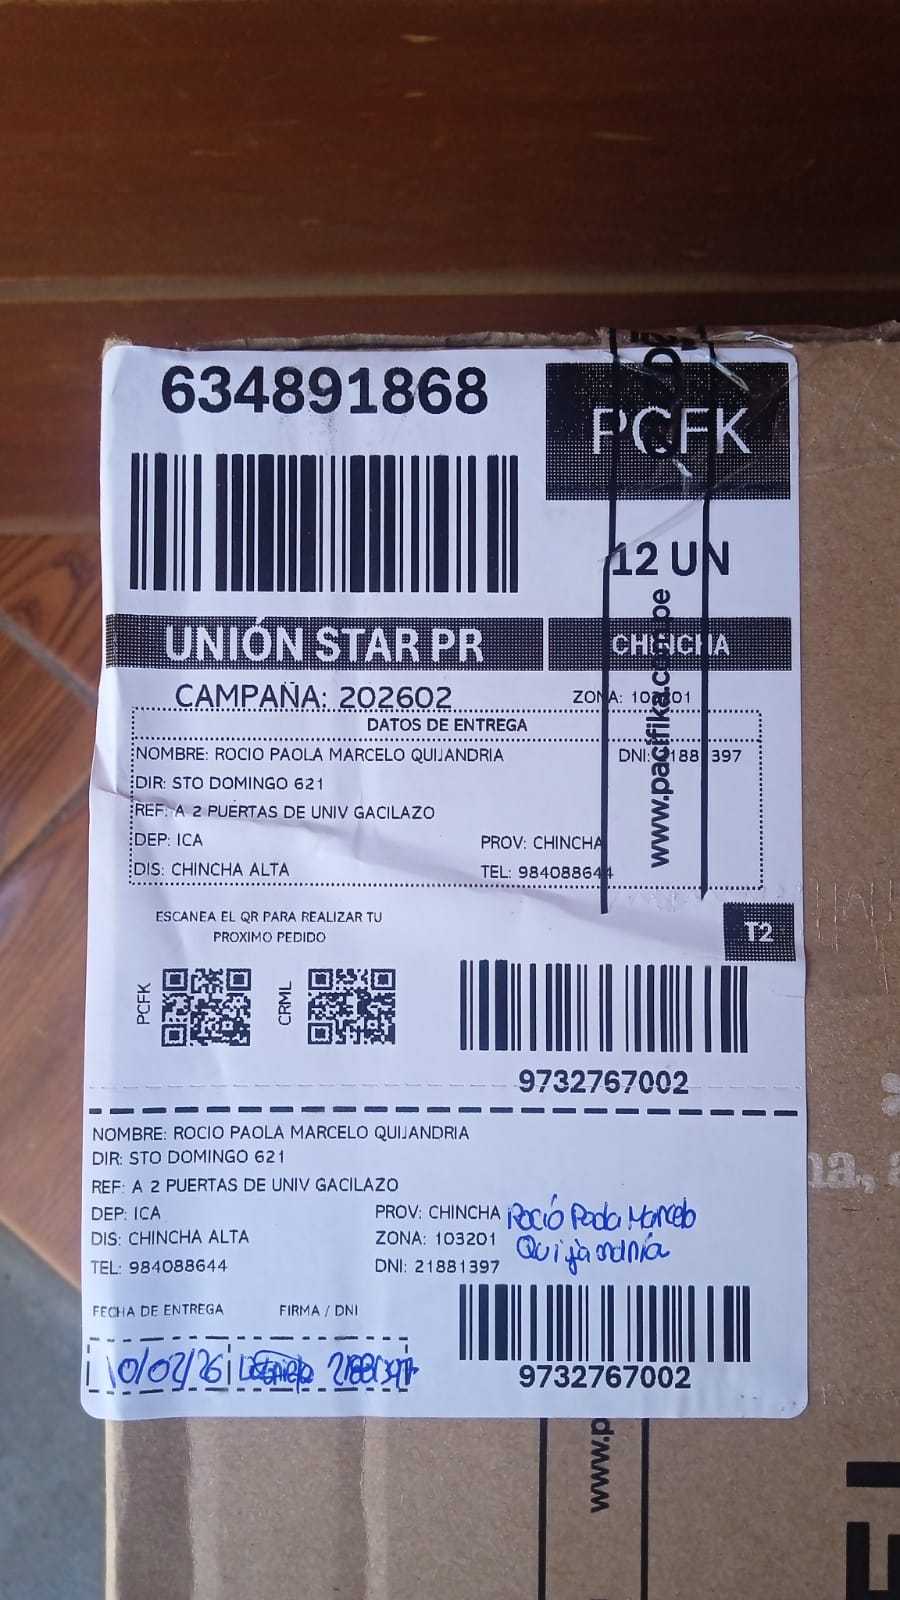 634891868
PCFK
12 UN
UNIÓN STAR PR
CHINCHA
CAMPAÑA: 202602
ZONA: 103201
DATOS DE ENTREGA
NOMBRE: ROCIO PAOLA MARCELO QUIJANDRIA
DNI: 21881397
DIR: STO DOMINGO 621
REF: A 2 PUERTAS DE UNIV GACILAZO
DEP: ICA
PROV: CHINCHA
DIS: CHINCHA ALTA
TEL: 984088644
www.pacifika.com.pe
ESCANEA EL QR PARA REALIZAR TU
PROXIMO PEDIDO
T2
PCFK
CRML
9732767002
NOMBRE: ROCIO PAOLA MARCELO QUIJANDRIA
DIR: STO DOMINGO 621
REF: A 2 PUERTAS DE UNIV GACILAZO
DEP: ICA
PROV: CHINCHA
DIS: CHINCHA ALTA
ZONA: 103201
TEL: 984088644
DNI: 21881397
Roció Paola Marcelo
Quijandría
FECHA DE ENTREGA
FIRMA / DNI
10/02/26
21881397
9732767002
www.p